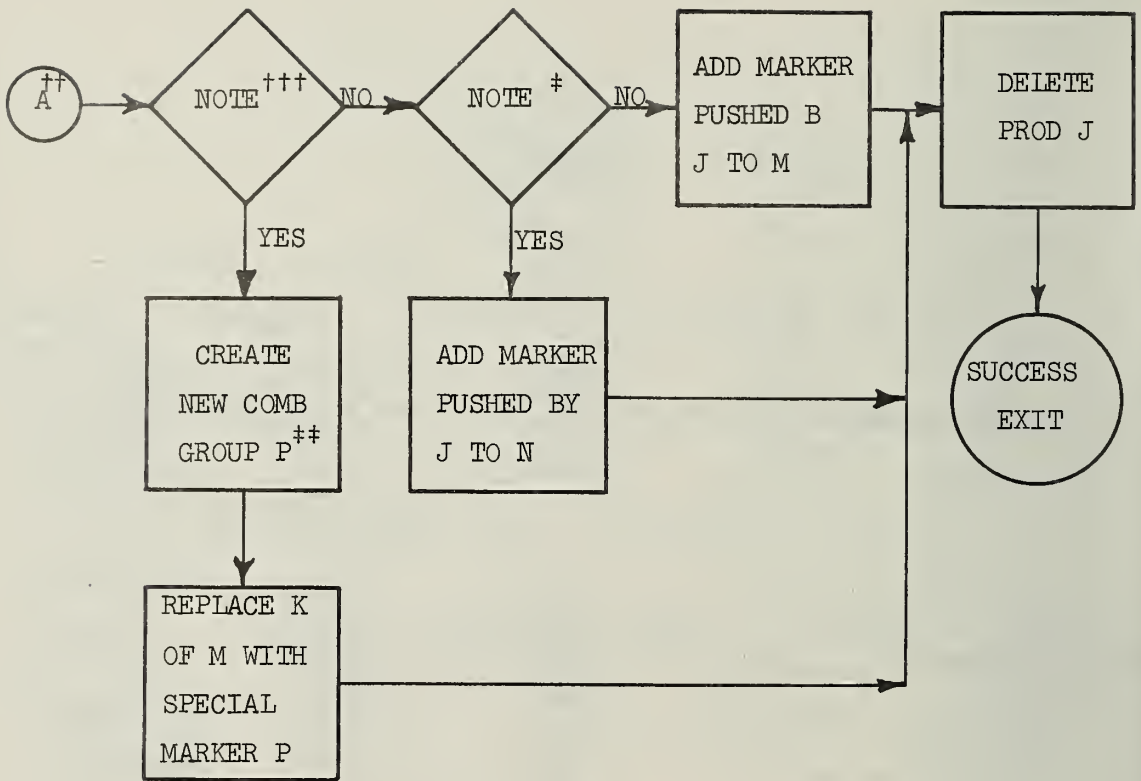 A††
NOTE†††
NO
NOTE ‡
NO
ADD MARKER
PUSHED B
J TO M
DELETE
PROD J
YES
YES
CREATE
NEW COMB
GROUP P‡‡
ADD MARKER
PUSHED BY
J TO N
SUCCESS
EXIT
REPLACE K
OF M WITH
SPECIAL
MARKER P